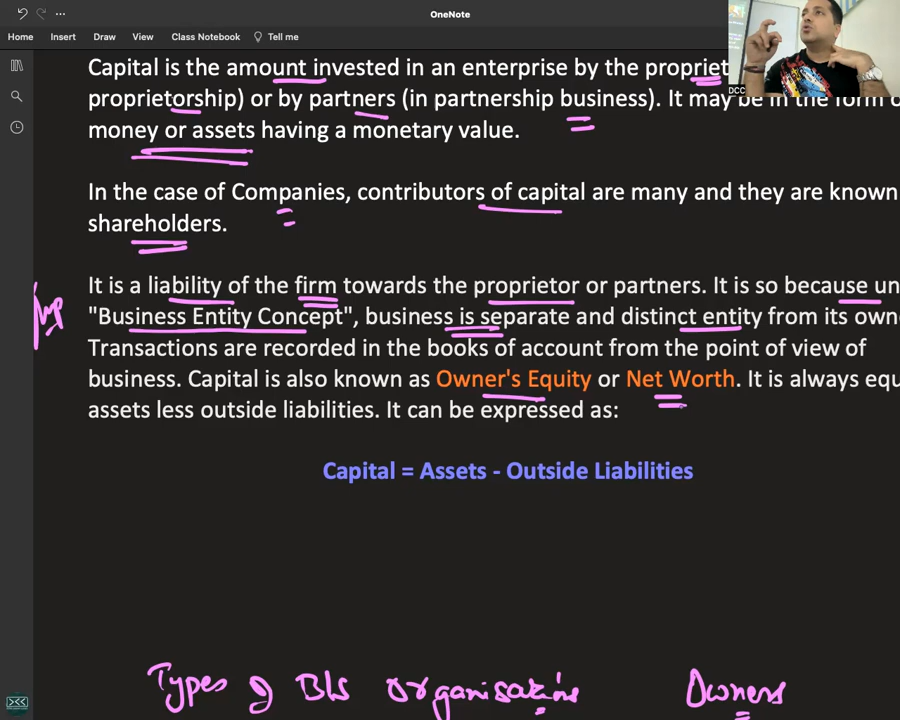 OneNote
Home Insert Draw View Class Notebook Tell me
Capital is the amount invested in an enterprise by the
proprietorship) or by partners (in partnership business). It may be in the form
money or assets having a monetary value.
In the case of Companies, contributors of capital are many and they are known
shareholders.
It is a liability of the firm towards the proprietor or partners. It is so because
Imp
"Business Entity Concept", business is separate and distinct entity from its
Transactions are recorded in the books of account from the point of view of
business. Capital is also known as Owner's Equity or Net Worth. It is always
assets less outside liabilities. It can be expressed as:
Capital = Assets - Outside Liabilities
Types of Organisations Owners
DCC